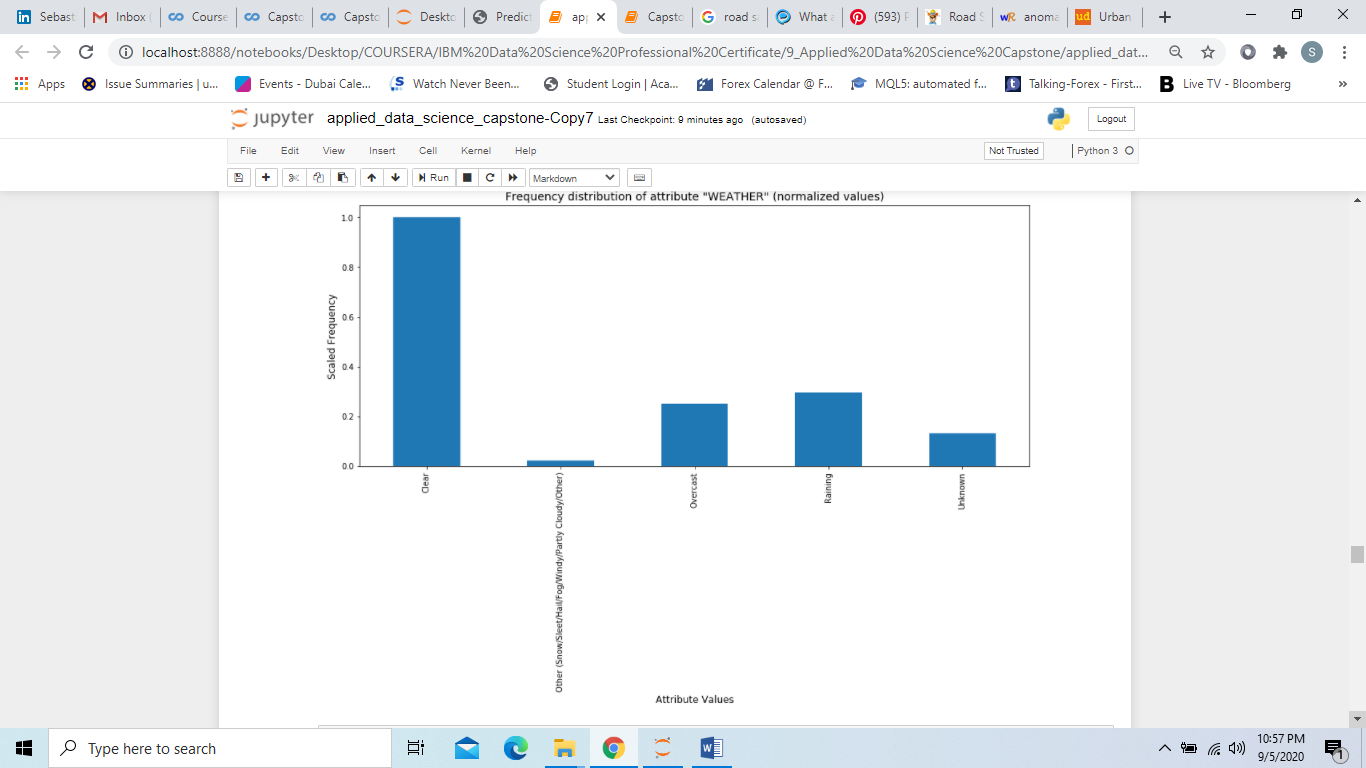 Sebast
Inbox (
Course
Capsto
Capsto
Deskto
Predict
app
Capsto
road sa
What a
(593) P
Road S
anoma
Urban
localhost:8888/notebooks/Desktop/COURSERA/IBM%20Data%20Science%20Professional%20Certificate/9_Applied%20Data%20Science%20Capstone/applied_dat...
S
Apps
Issue Summaries | u...
Events - Dubai Cale...
Watch Never Been...
Student Login | Aca...
Forex Calendar @ F...
MQL5: automated f...
Talking-Forex - First...
Live TV - Bloomberg
»
jupyter applied_data_science_capstone-Copy7 Last Checkpoint: 9 minutes ago (autosaved)
Logout
File Edit View Insert Cell Kernel Help
Not Trusted
Python 3
Run
Markdown
Frequency distribution of attribute "WEATHER" (normalized values)
Scaled Frequency
1.0
0.8
0.6
0.4
0.2
0.0
Clear
Other (Snow/Sleet/Hail/Fog/Windy/Partly Cloudy/Other)
Overcast
Raining
Unknown
Attribute Values
Type here to search
10:57 PM
9/5/2020
1